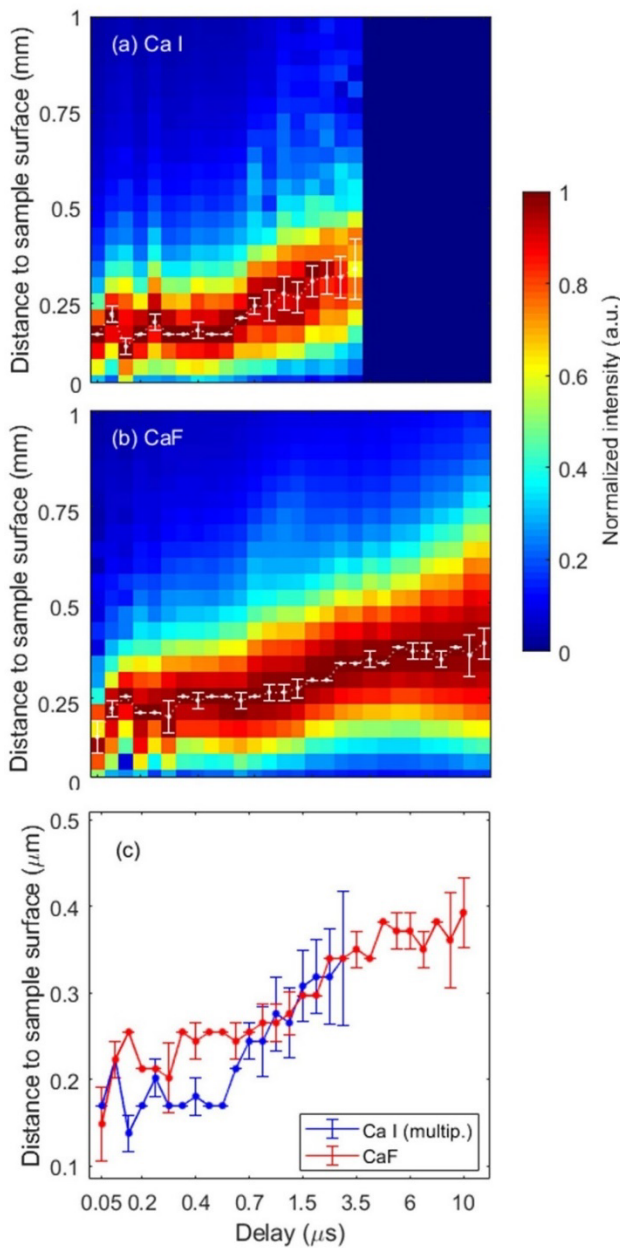 1
(a) Ca I
0.75
0.5
0.25
0
Distance to sample surface (mm)
1
(b) CaF
0.75
0.5
0.25
0
Distance to sample surface (mm)
1
0.8
0.6
0.4
0.2
0
Normalized intensity (a.u.)
0.5
(c)
0.4
0.3
0.2
0.1
Distance to sample surface (μm)
Ca I (multip.)
CaF
0.05 0.2 0.4 0.7 1.5 3.5 6 10
Delay (μs)